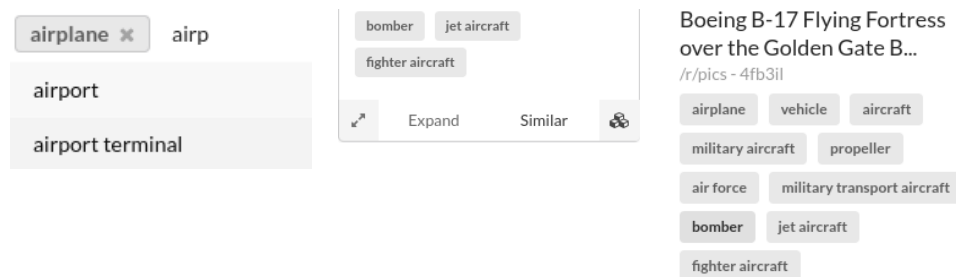 airplane ✖ airp
airport
airport terminal
bomber jet aircraft
fighter aircraft
Expand Similar
Boeing B-17 Flying Fortress
over the Golden Gate B...
/r/pics - 4fb3il
airplane vehicle aircraft
military aircraft propeller
air force military transport aircraft
bomber jet aircraft
fighter aircraft